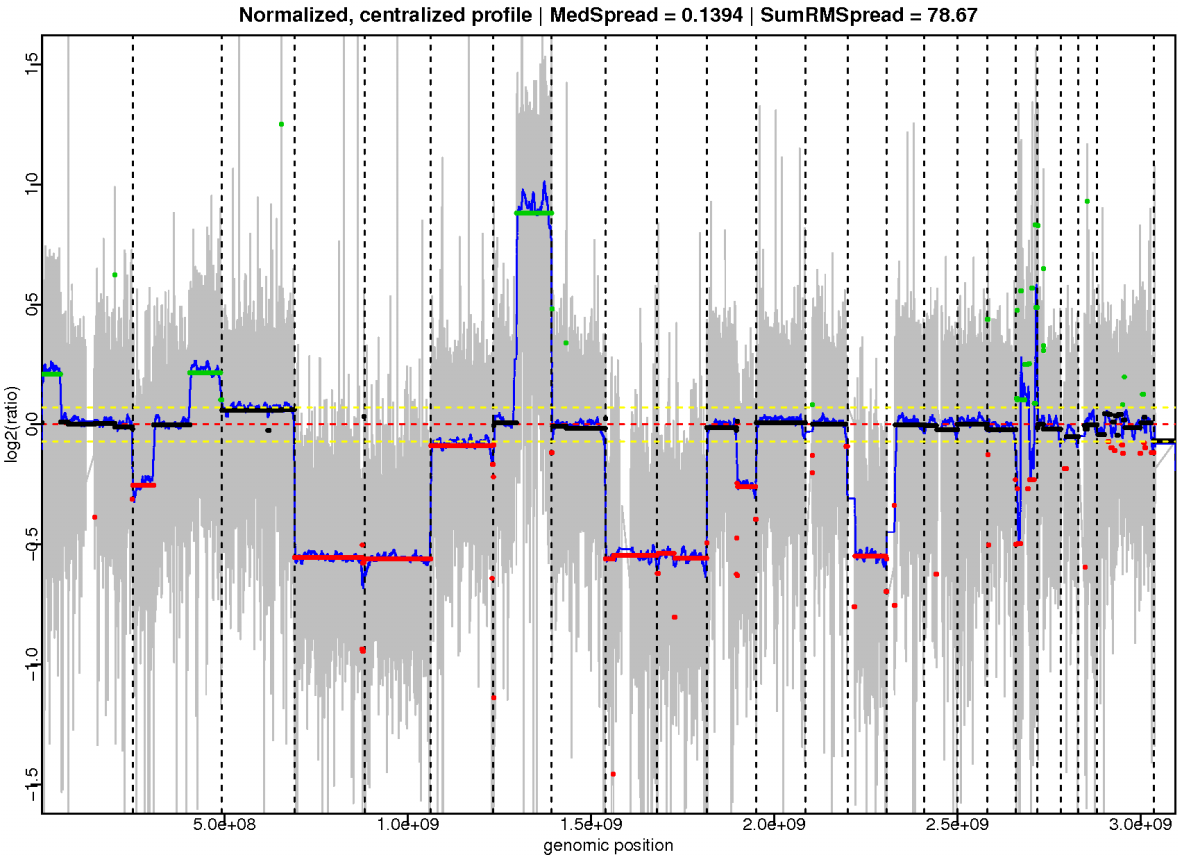 Normalized, centralized profile | MedSpread = 0.1394 | SumRMSpread = 78.67
log2(ratio)
1.5
1.0
0.5
0.0
−0.5
−1.0
−1.5
5.0e+08
1.0e+09
1.5e+09
2.0e+09
2.5e+09
3.0e+09
genomic position